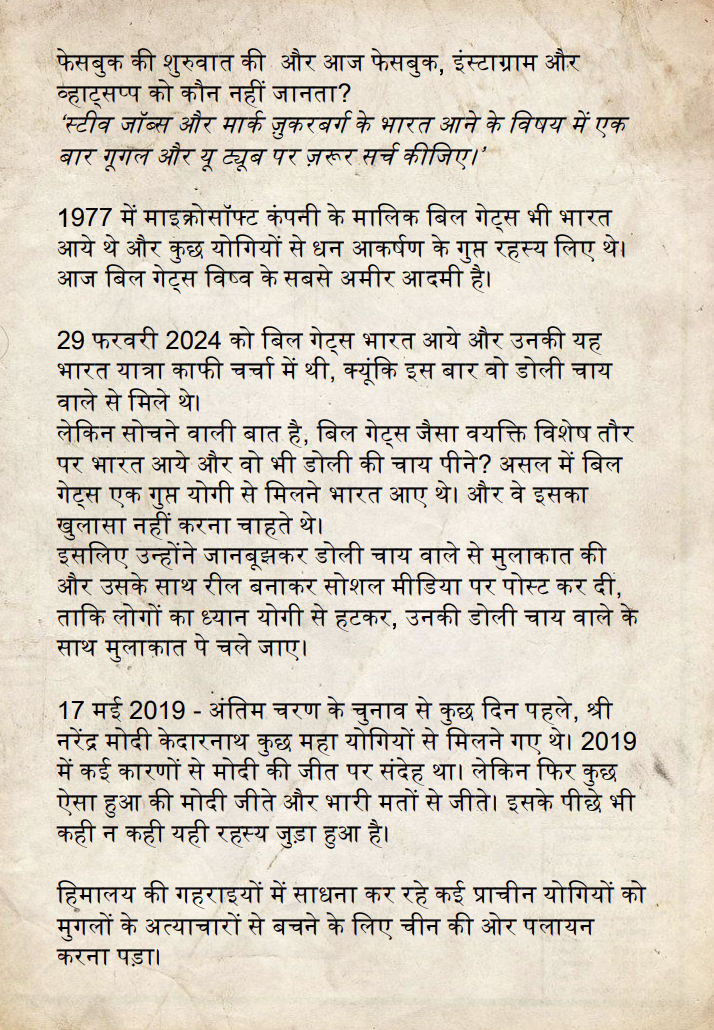 फेसबुक की शुरुवात की  और आज फेसबुक, इंस्टाग्राम और
व्हाट्सप्प को कौन नहीं जानता?
‘स्टीव जॉब्स और मार्क ज़ुकरबर्ग के भारत आने के विषय में एक
बार गूगल और यू ट्यूब पर ज़रूर सर्च कीजिए।’
1977 में माइक्रोसॉफ्ट कंपनी के मालिक बिल गेट्स भी भारत
आये थे और कुछ योगियों से धन आकर्षण के गुप्त रहस्य लिए थे।
आज बिल गेट्स विष्व के सबसे अमीर आदमी है।
29 फरवरी 2024 को बिल गेट्स भारत आये और उनकी यह
भारत यात्रा काफी चर्चा में थी, क्यूंकि इस बार वो डोली चाय
वाले से मिले थे।
लेकिन सोचने वाली बात है, बिल गेट्स जैसा वयक्ति विशेष तौर
पर भारत आये और वो भी डोली की चाय पीने? असल में बिल
गेट्स एक गुप्त योगी से मिलने भारत आए थे। और वे इसका
खुलासा नहीं करना चाहते थे।
इसलिए उन्होंने जानबूझकर डोली चाय वाले से मुलाकात की
और उसके साथ रील बनाकर सोशल मीडिया पर पोस्ट कर दी,
ताकि लोगों का ध्यान योगी से हटकर, उनकी डोली चाय वाले के
साथ मुलाकात पे चले जाए।
17 मई 2019 - अंतिम चरण के चुनाव से कुछ दिन पहले, श्री
नरेंद्र मोदी केदारनाथ कुछ महा योगियों से मिलने गए थे। 2019
में कई कारणों से मोदी की जीत पर संदेह था। लेकिन फिर कुछ
ऐसा हुआ की मोदी जीते और भारी मतों से जीते। इसके पीछे भी
कही न कही यही रहस्य जुड़ा हुआ है।
हिमालय की गहराइयों में साधना कर रहे कई प्राचीन योगियों को
मुगलों के अत्याचारों से बचने के लिए चीन की ओर पलायन
करना पड़ा।